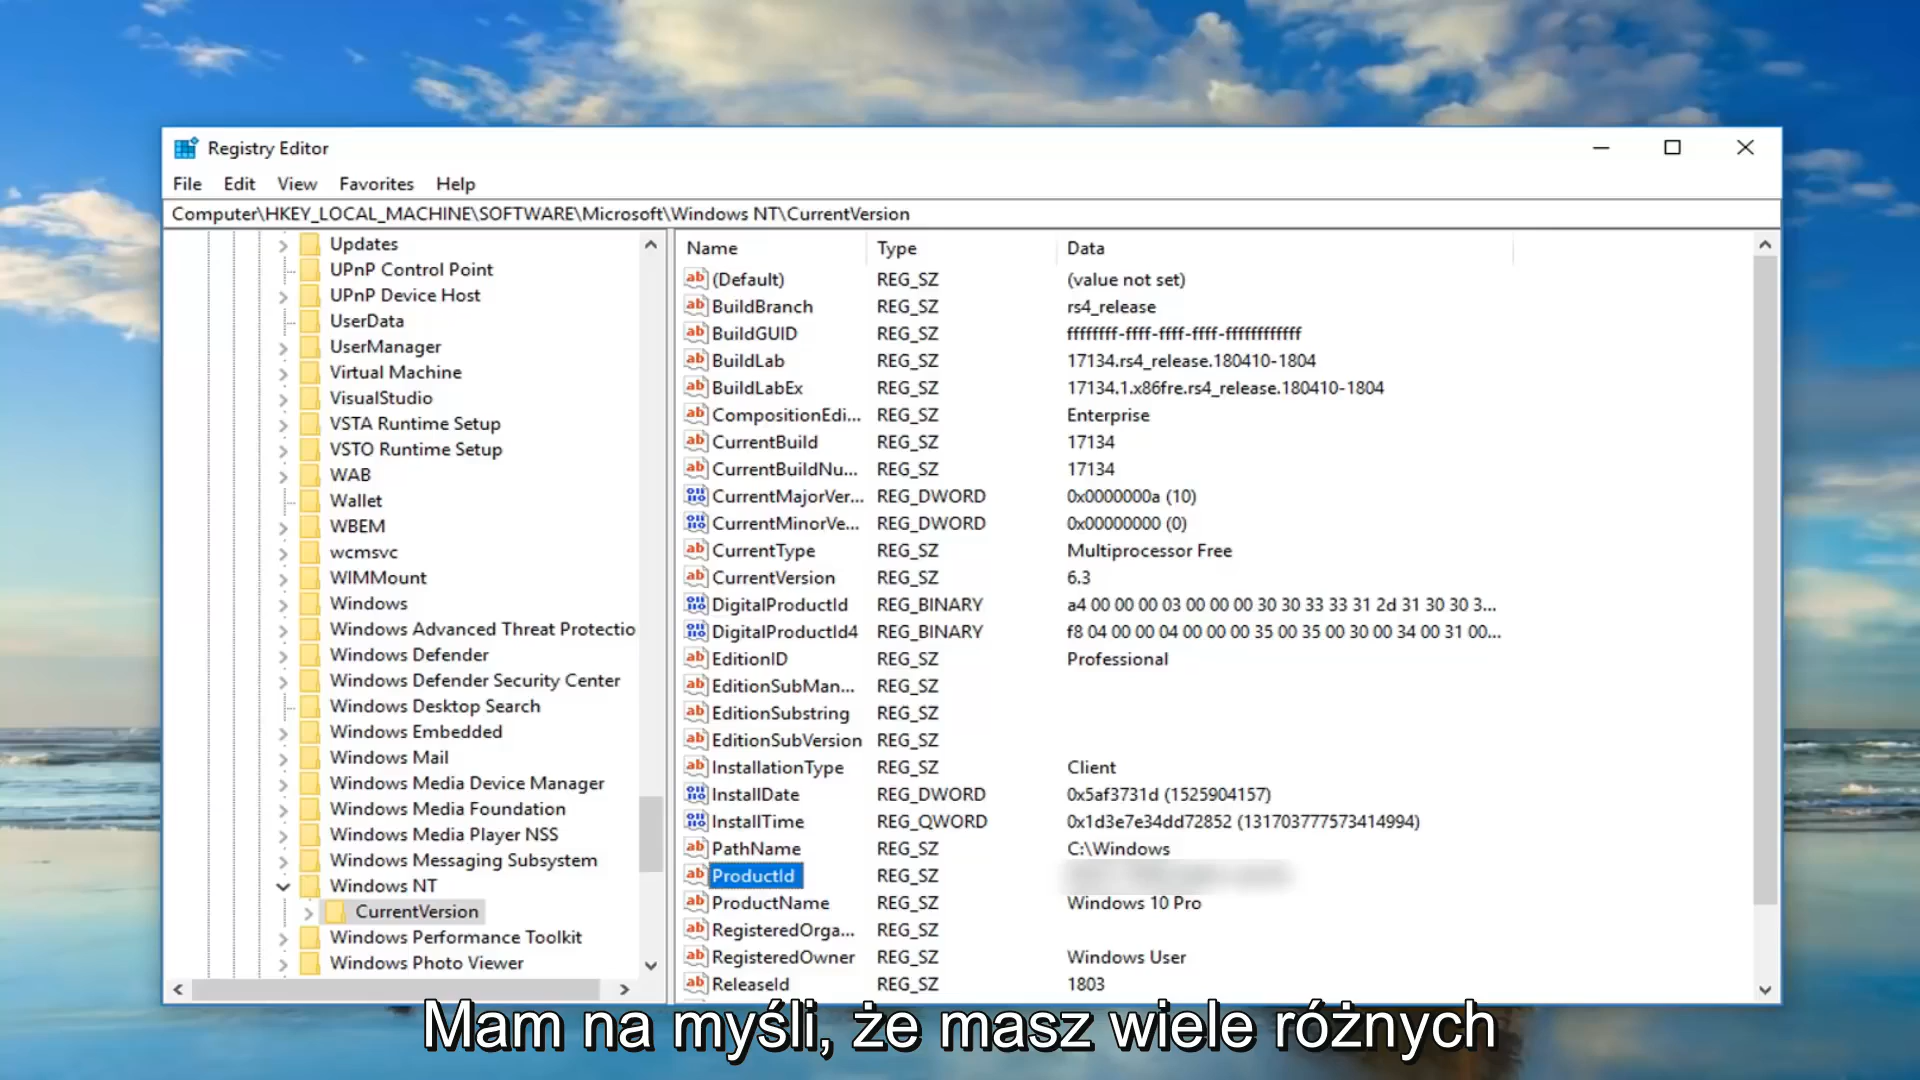 Registry Editor
File Edit View Favorites Help
Computer\HKEY_LOCAL_MACHINE\SOFTWARE\Microsoft\Windows NT\CurrentVersion
Updates
UPnP Control Point
UPnP Device Host
UserData
UserManager
Virtual Machine
VisualStudio
VSTA Runtime Setup
VSTO Runtime Setup
WAB
Wallet
WBEM
wcmsvc
WIMMount
Windows
Windows Advanced Threat Protectio
Windows Defender
Windows Defender Security Center
Windows Desktop Search
Windows Embedded
Windows Mail
Windows Media Device Manager
Windows Media Foundation
Windows Media Player NSS
Windows Messaging Subsystem
Windows NT
CurrentVersion
Windows Performance Toolkit
Windows Photo Viewer
Name Type Data
(Default) REG_SZ (value not set)
BuildBranch REG_SZ rs4_release
BuildGUID REG_SZ ffffffff-ffff-ffff-ffff-ffffffffffff
BuildLab REG_SZ 17134.rs4_release.180410-1804
BuildLabEx REG_SZ 17134.1.x86fre.rs4_release.180410-1804
CompositionEdi... REG_SZ Enterprise
CurrentBuild REG_SZ 17134
CurrentBuildNu... REG_SZ 17134
CurrentMajorVer... REG_DWORD 0x0000000a (10)
CurrentMinorVe... REG_DWORD 0x00000000 (0)
CurrentType REG_SZ Multiprocessor Free
CurrentVersion REG_SZ 6.3
DigitalProductId REG_BINARY a4 00 00 00 03 00 00 00 30 30 33 33 31 2d 31 30 30 3...
DigitalProductId4 REG_BINARY f8 04 00 00 04 00 00 00 35 00 35 00 30 00 34 00 31 00...
EditionID REG_SZ Professional
EditionSubMan... REG_SZ
EditionSubstring REG_SZ
EditionSubVersion REG_SZ
InstallationType REG_SZ Client
InstallDate REG_DWORD 0x5af3731d (1525904157)
InstallTime REG_QWORD 0x1d3e7e34dd72852 (131703777573414994)
PathName REG_SZ C:\Windows
ProductId REG_SZ
ProductName REG_SZ Windows 10 Pro
RegisteredOrga... REG_SZ
RegisteredOwner REG_SZ Windows User
ReleaseId REG_SZ 1803
Mam na myśli, że masz wiele różnych